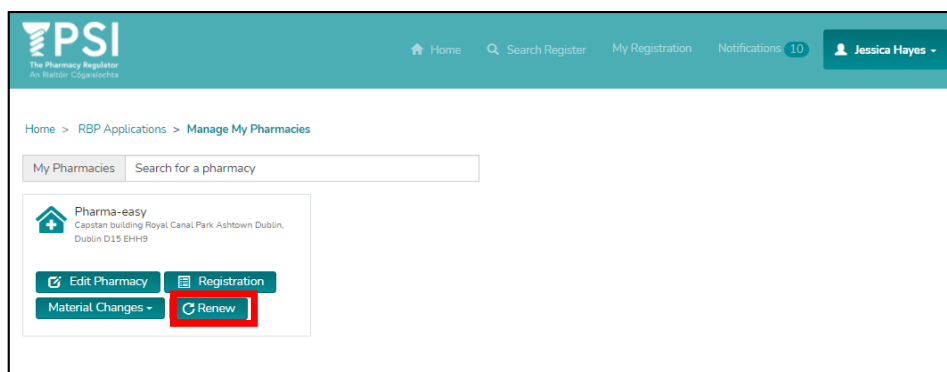 PSI
The Pharmacy Regulator
An Rialtóir Cógaisíochta
Home Search Register My Registration Notifications 10 Jessica Hayes
Home > RBP Applications > Manage My Pharmacies
My Pharmacies Search for a pharmacy
Pharma-easy
Capstan building Royal Canal Park Ashtown Dublin,
Dublin D15 EHH9
Edit Pharmacy Registration
Material Changes Renew